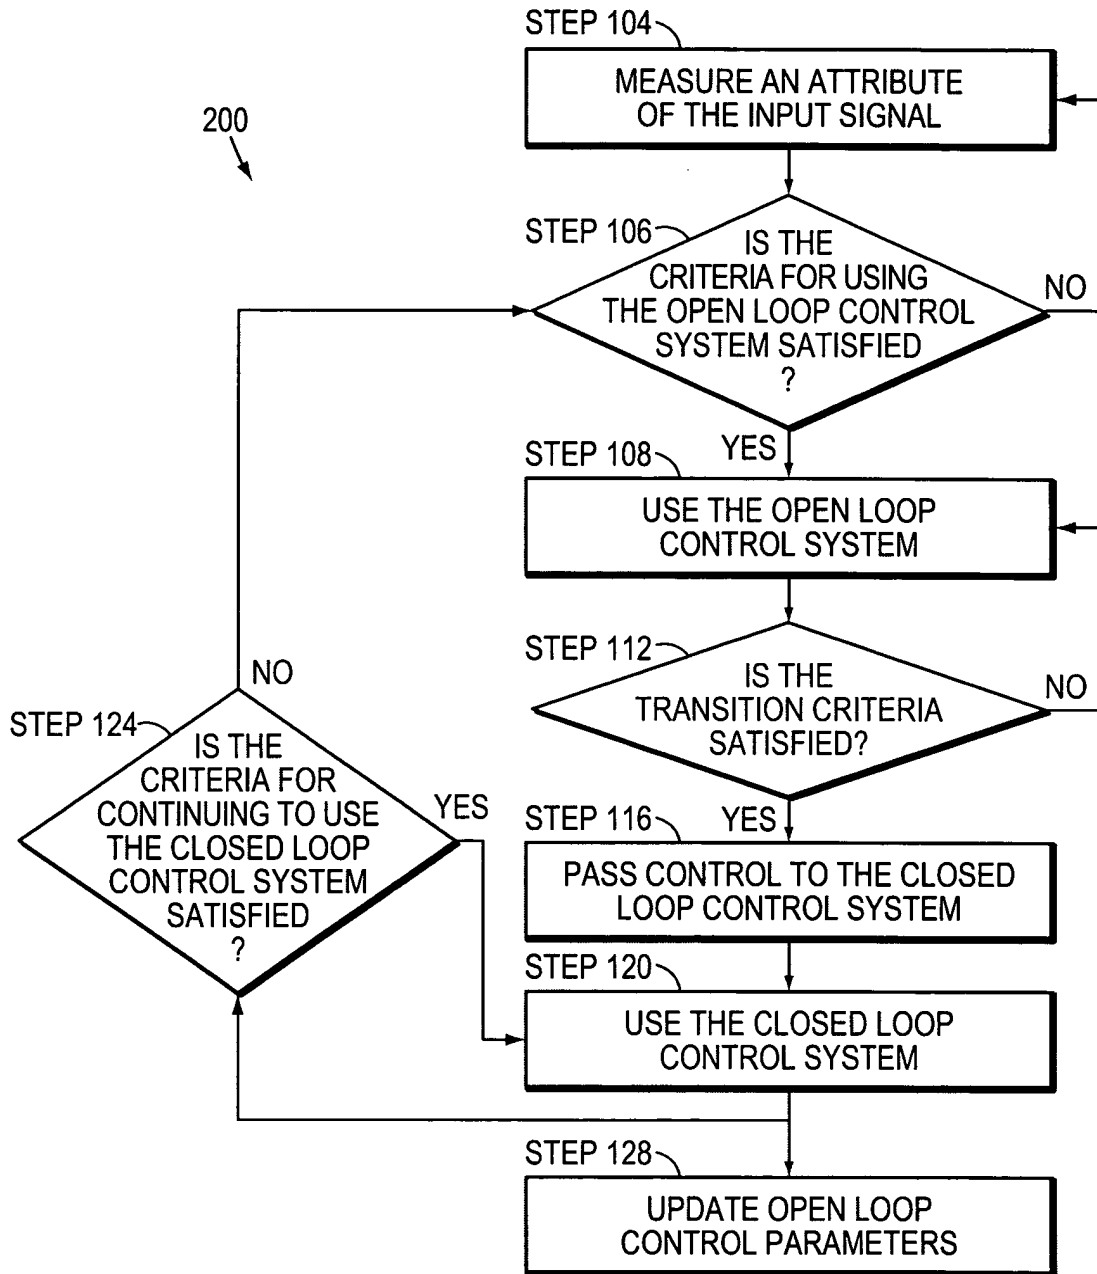 STEP 104
MEASURE AN ATTRIBUTE
OF THE INPUT SIGNAL
200
STEP 106
IS THE
CRITERIA FOR USING
THE OPEN LOOP CONTROL
SYSTEM SATISFIED
?
NO
YES
STEP 108
USE THE OPEN LOOP
CONTROL SYSTEM
STEP 112
IS THE
TRANSITION CRITERIA
SATISFIED?
NO
YES
NO
STEP 124
IS THE
CRITERIA FOR
CONTINUING TO USE
THE CLOSED LOOP
CONTROL SYSTEM
SATISFIED
?
YES
STEP 116
PASS CONTROL TO THE CLOSED
LOOP CONTROL SYSTEM
STEP 120
USE THE CLOSED LOOP
CONTROL SYSTEM
STEP 128
UPDATE OPEN LOOP
CONTROL PARAMETERS